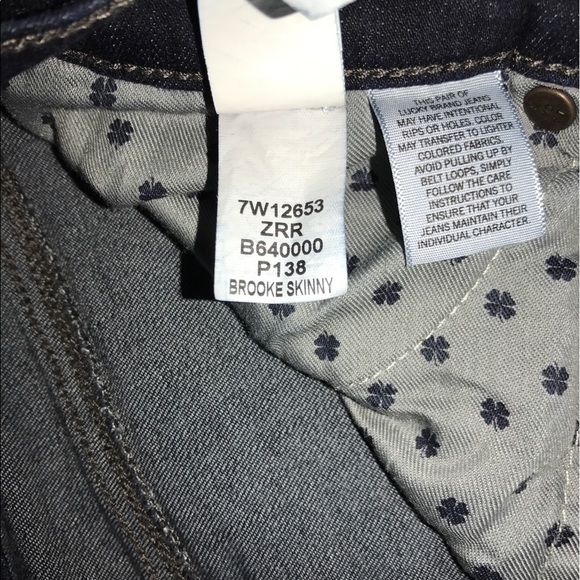 7W12653
ZRR
B640000
P138
BROOKE SKINNY
THIS PAIR OF
LUCKY BRAND JEANS
MAY HAVE INTENTIONAL
RIPS OR HOLES. COLOR
MAY TRANSFER TO LIGHTER
COLORED FABRICS.
AVOID PULLING UP BY
BELT LOOPS, SIMPLY
FOLLOW THE CARE
INSTRUCTIONS TO
ENSURE THAT YOUR
JEANS MAINTAIN THEIR
INDIVIDUAL CHARACTER.